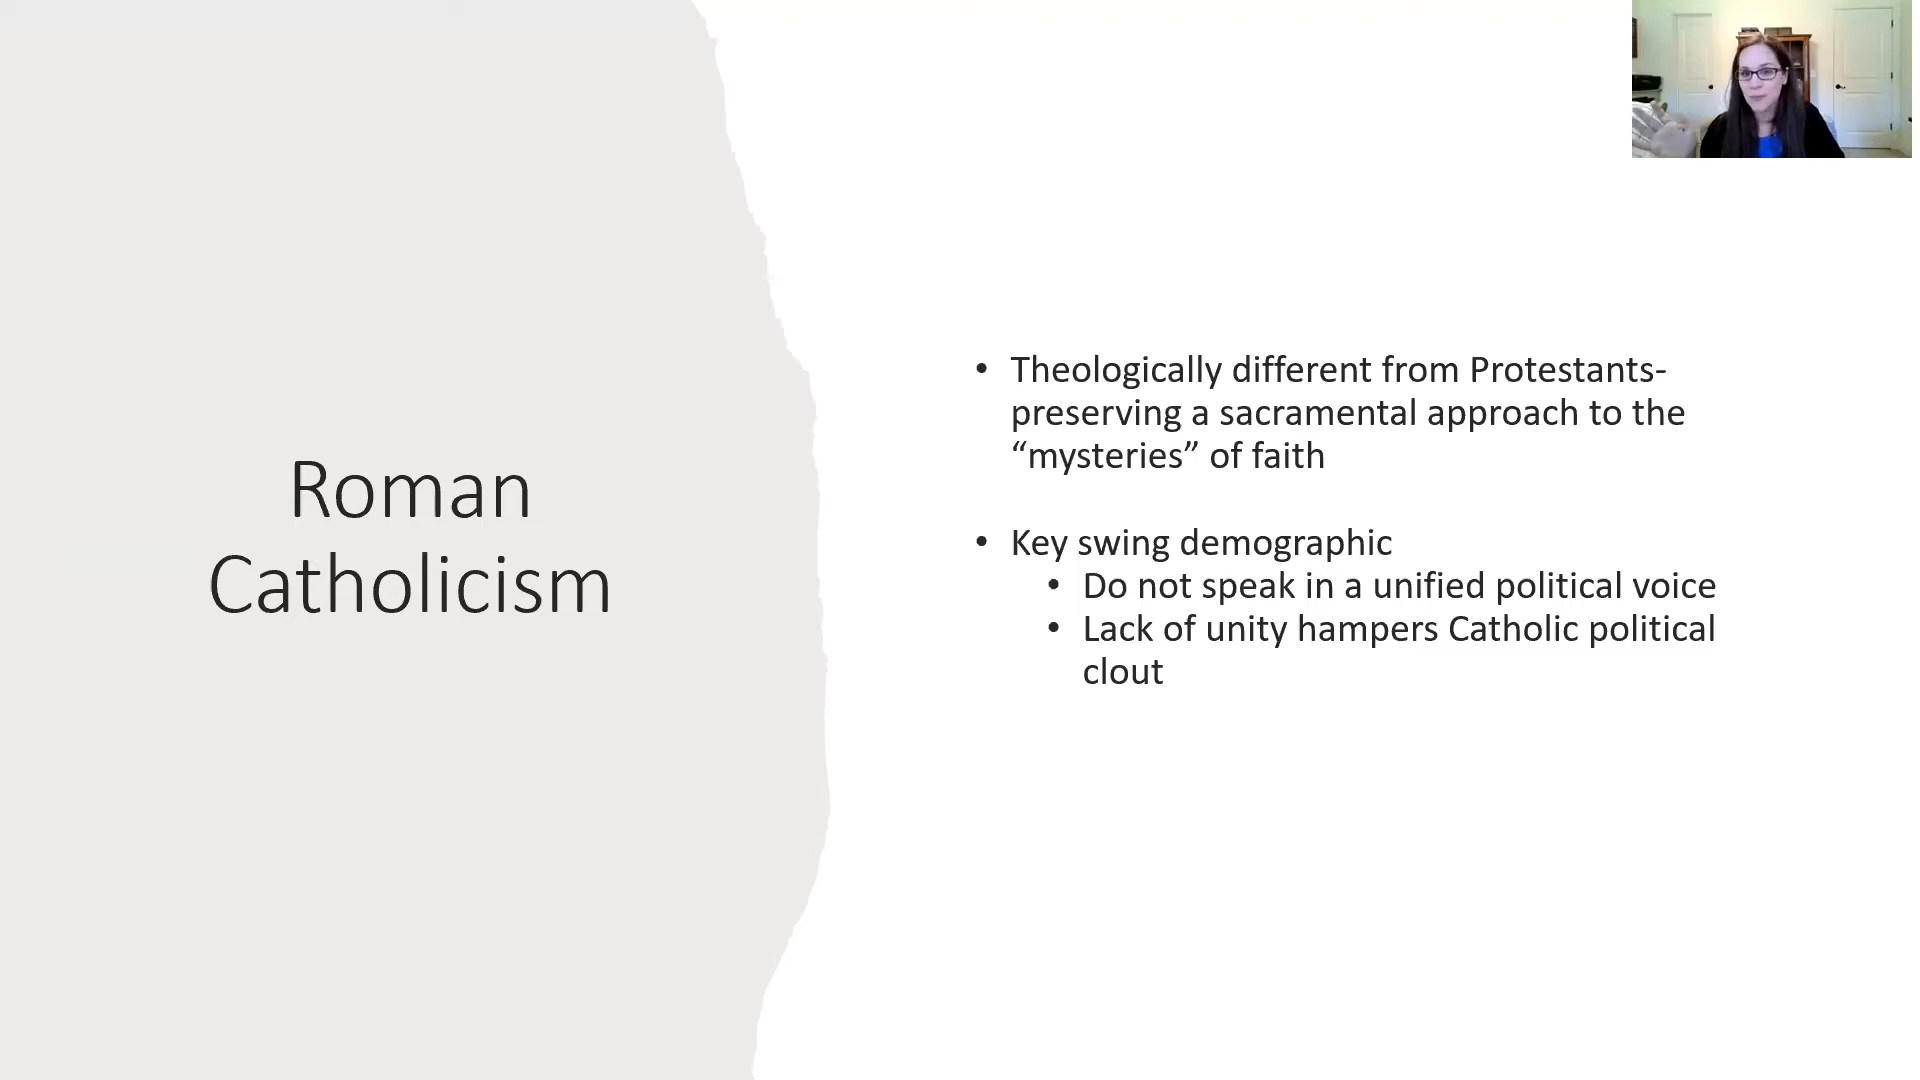 Roman
Catholicism
• Theologically different from Protestants-
preserving a sacramental approach to the
“mysteries” of faith
• Key swing demographic
• Do not speak in a unified political voice
• Lack of unity hampers Catholic political
clout